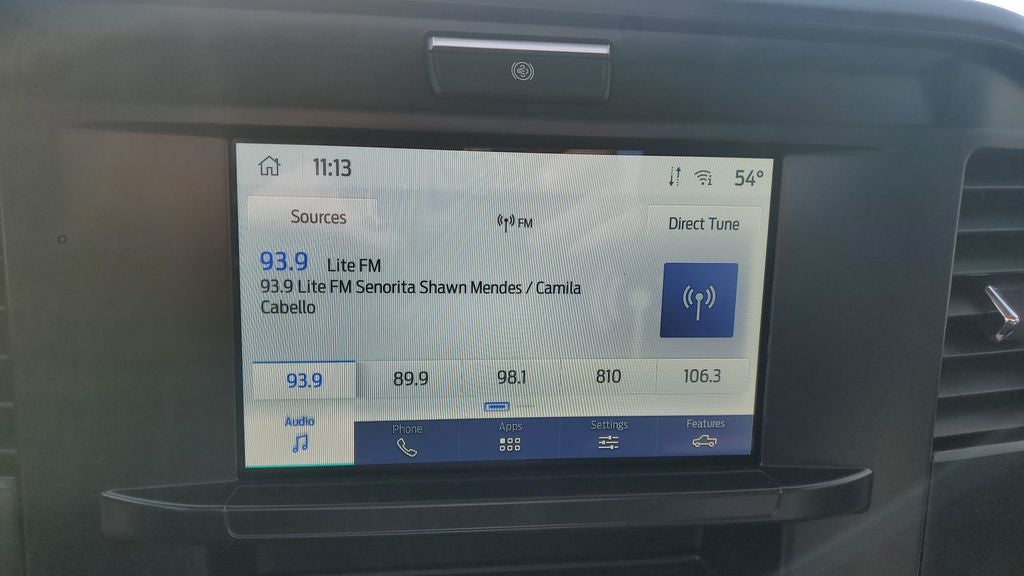 11:13
54°
Sources
FM
Direct Tune
93.9 Lite FM
93.9 Lite FM Senorita Shawn Mendes / Camila
Cabello
93.9 89.9 98.1 810 106.3
Audio Phone Apps Settings Features